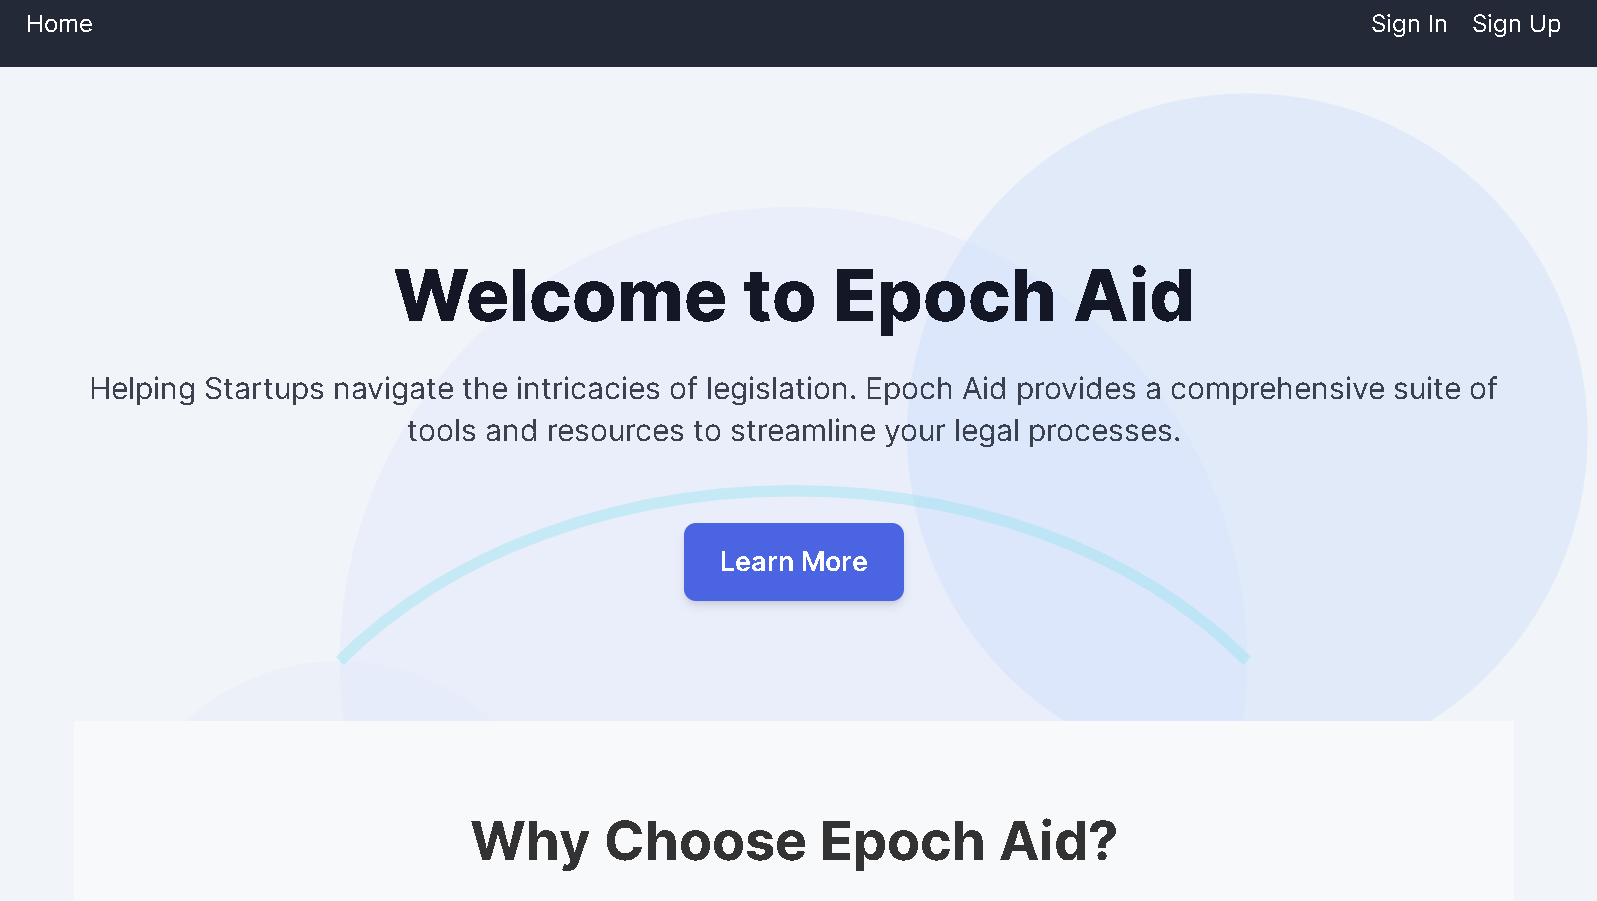 Home
Sign In Sign Up
Welcome to Epoch Aid
Helping Startups navigate the intricacies of legislation. Epoch Aid provides a comprehensive suite of
tools and resources to streamline your legal processes.
Learn More
Why Choose Epoch Aid?